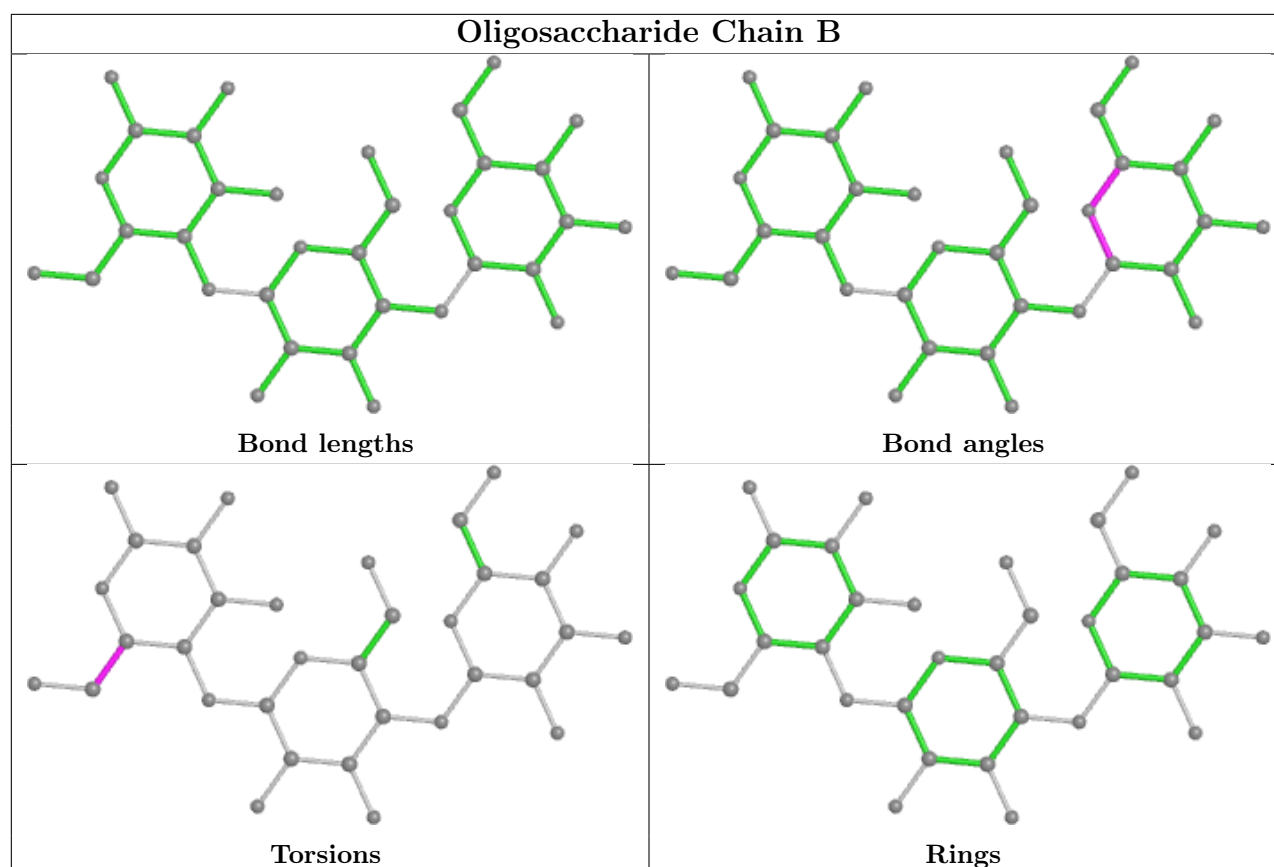 Oligosaccharide Chain B
Bond lengths
Bond angles
Torsions
Rings